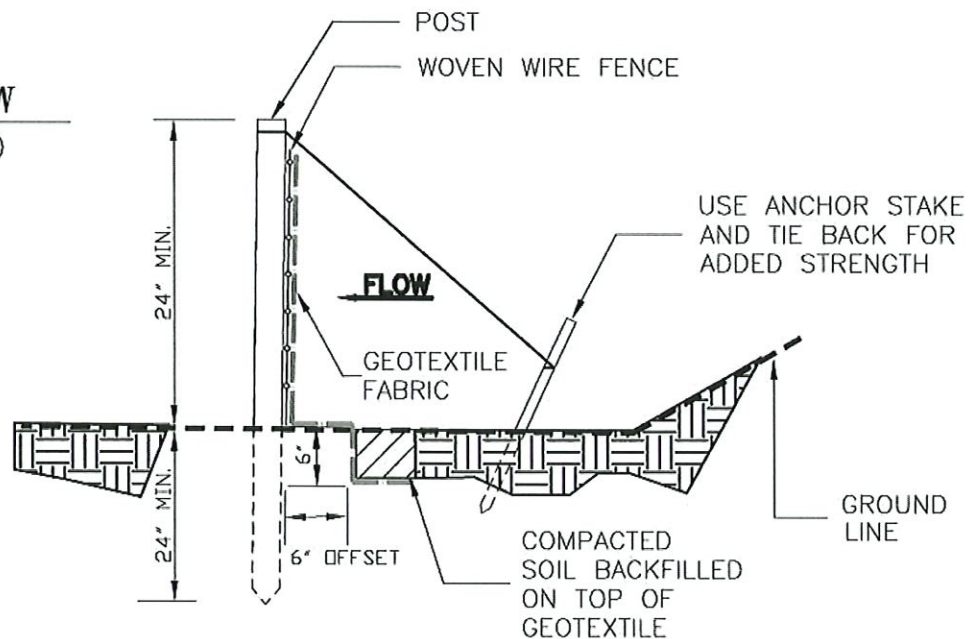 POST
WOVEN WIRE FENCE
W
)
24" MIN.
USE ANCHOR STAKE
AND TIE BACK FOR
ADDED STRENGTH
FLOW
GEOTEXTILE
FABRIC
6"
24" MIN.
6" OFFSET
GROUND
LINE
COMPACTED
SOIL BACKFILLED
ON TOP OF
GEOTEXTILE